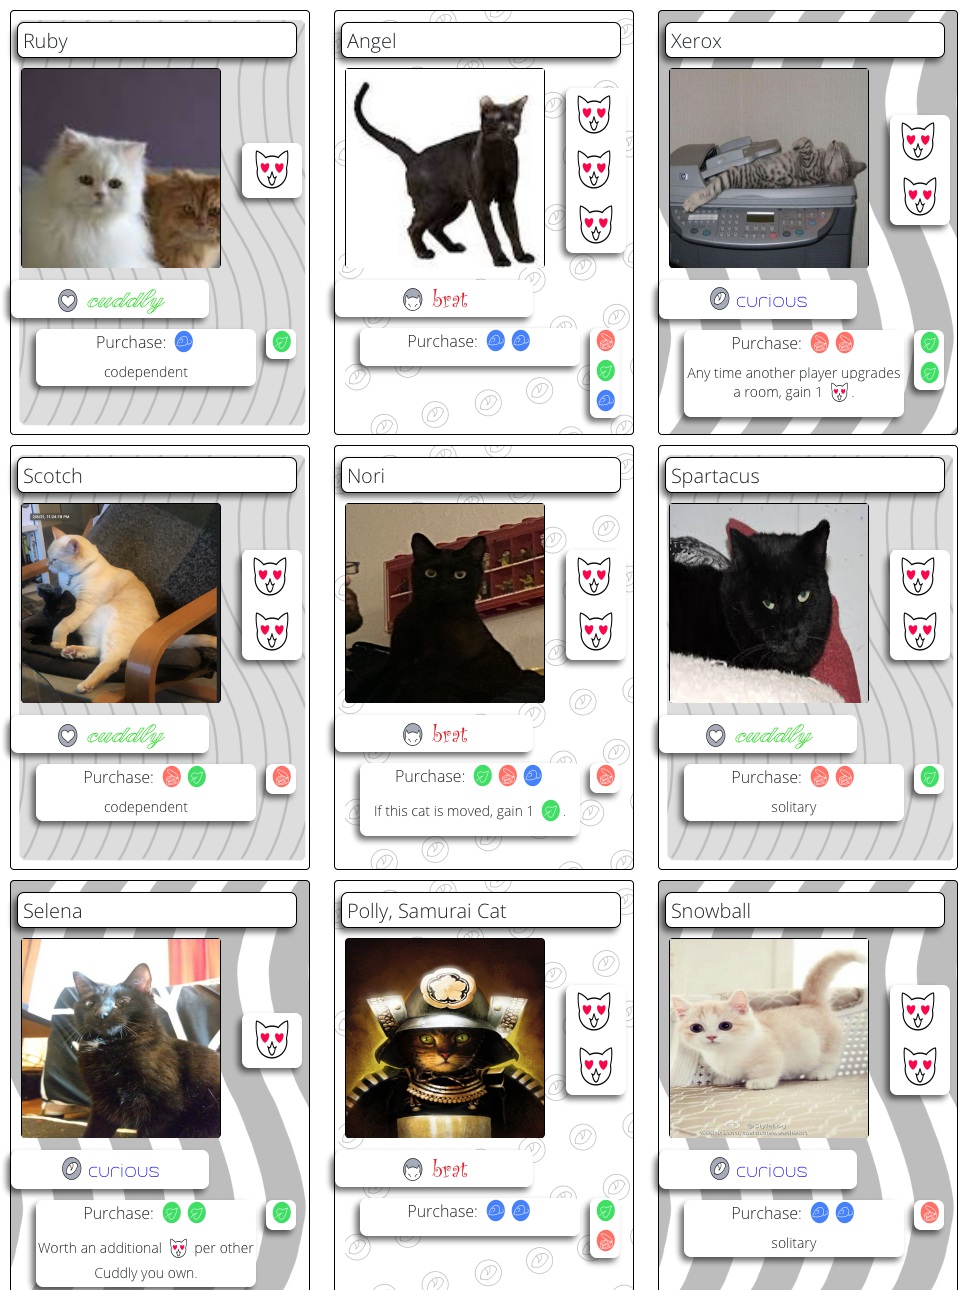 Ruby
cuddly
Purchase:
codependent
Angel
brat
Purchase:
Xerox
curious
Purchase:
Any time another player upgrades
a room, gain 1 .
Scotch
cuddly
Purchase:
codependent
Nori
brat
Purchase:
If this cat is moved, gain 1 .
Spartacus
cuddly
Purchase:
solitary
Selena
curious
Purchase:
Worth an additional per other
Cuddly you own.
Polly, Samurai Cat
brat
Purchase:
Snowball
curious
Purchase:
solitary